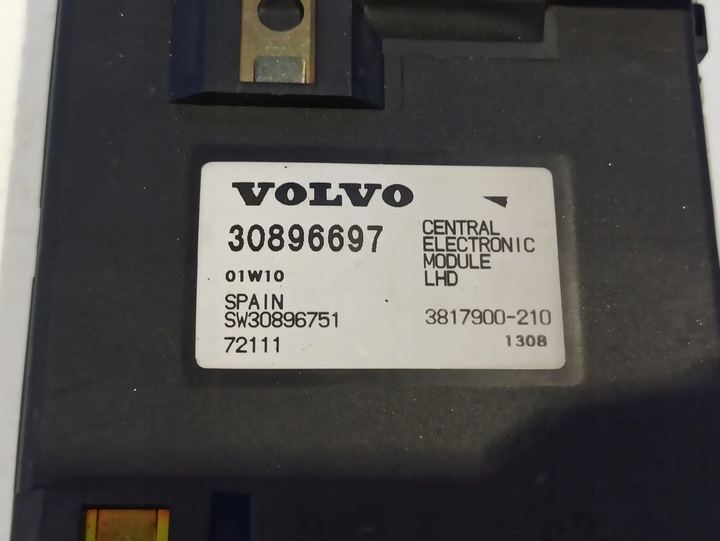 VOLVO
30896697
01W10
SPAIN
SW30896751
72111
CENTRAL
ELECTRONIC
MODULE
LHD
3817900-210
1308